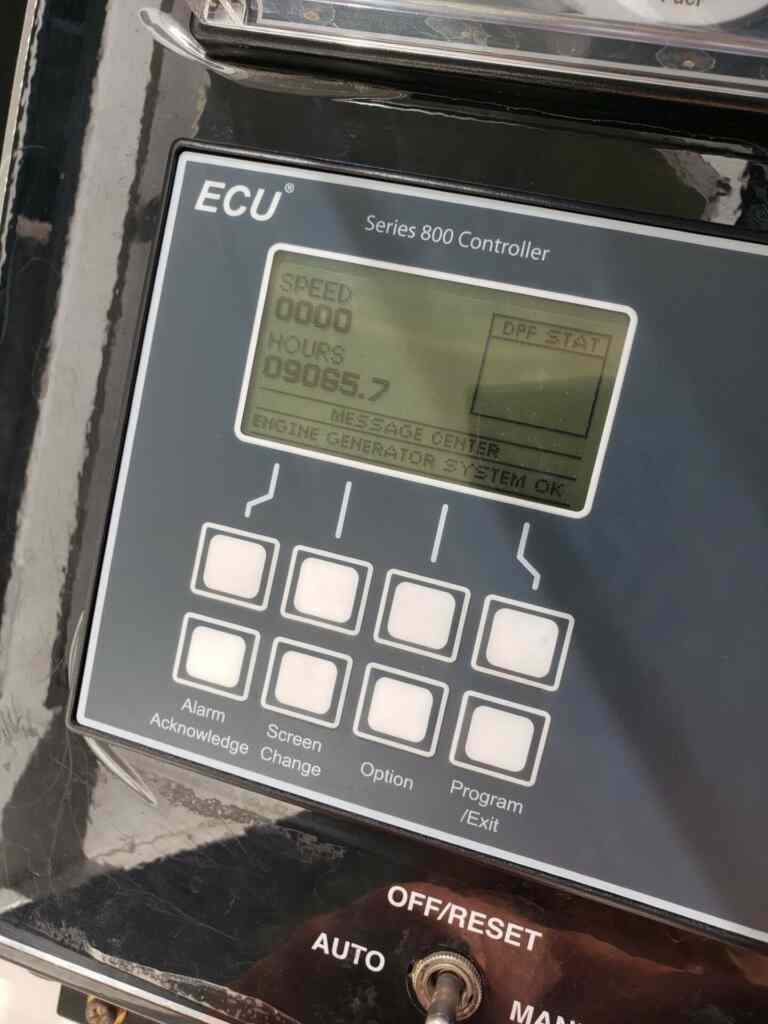 ECU®
Series 800 Controller
SPEED
0000
HOURS
09065.7
DPF STAT
MESSAGE CENTER
ENGINE GENERATOR SYSTEM OK
Alarm
Acknowledge
Screen
Change
Option
Program
/Exit
OFF/RESET
AUTO